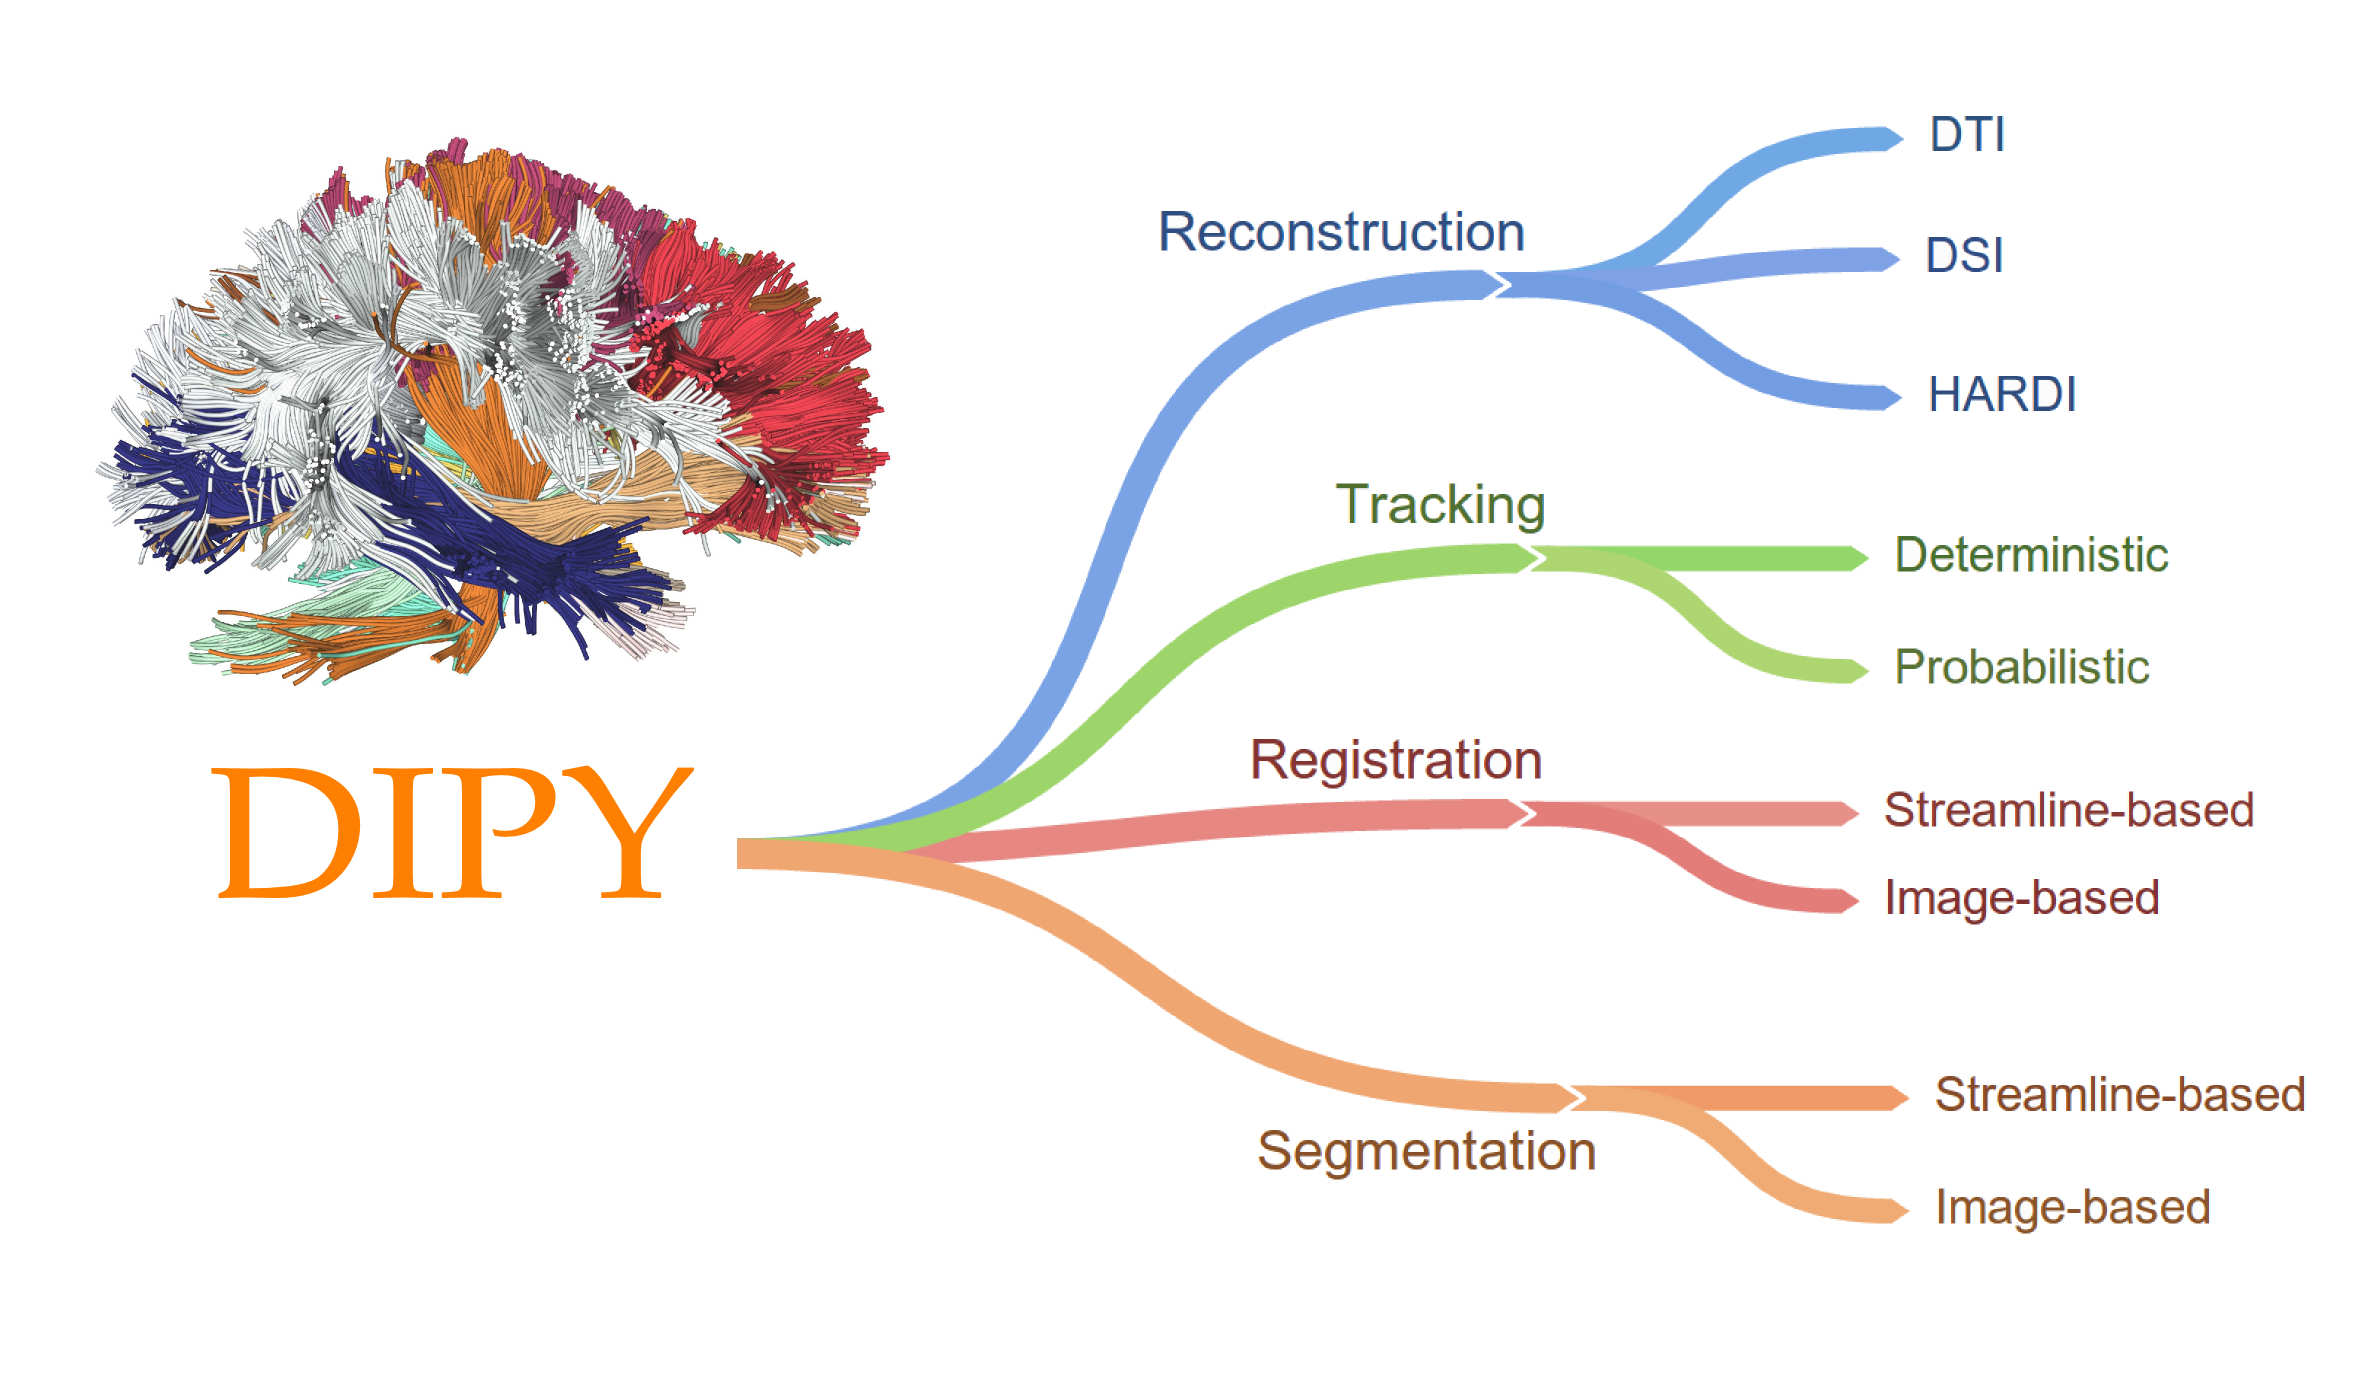 DIPY
Reconstruction
DTI
DSI
HARDI
Tracking
Deterministic
Probabilistic
Registration
Streamline-based
Image-based
Segmentation
Streamline-based
Image-based